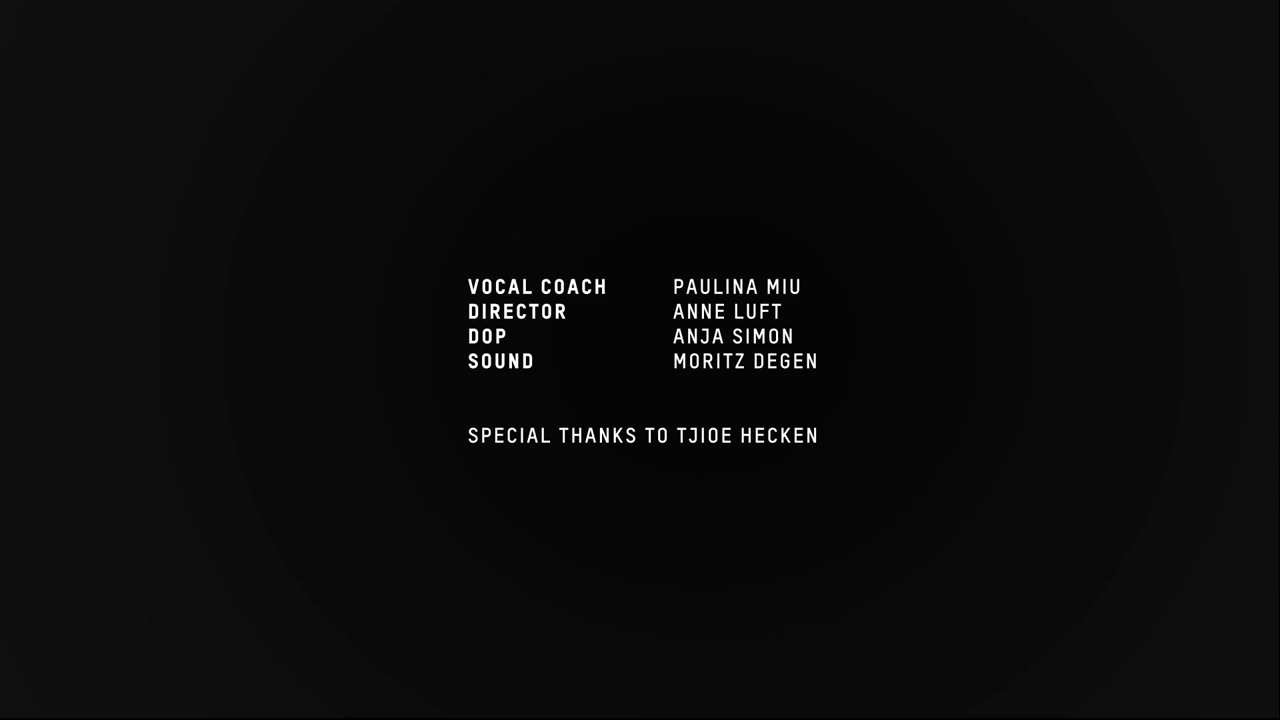 VOCAL COACH PAULINA MIU
DIRECTOR ANNE LUFT
DOP ANJA SIMON
SOUND MORITZ DEGEN
SPECIAL THANKS TO TJIOE HECKEN